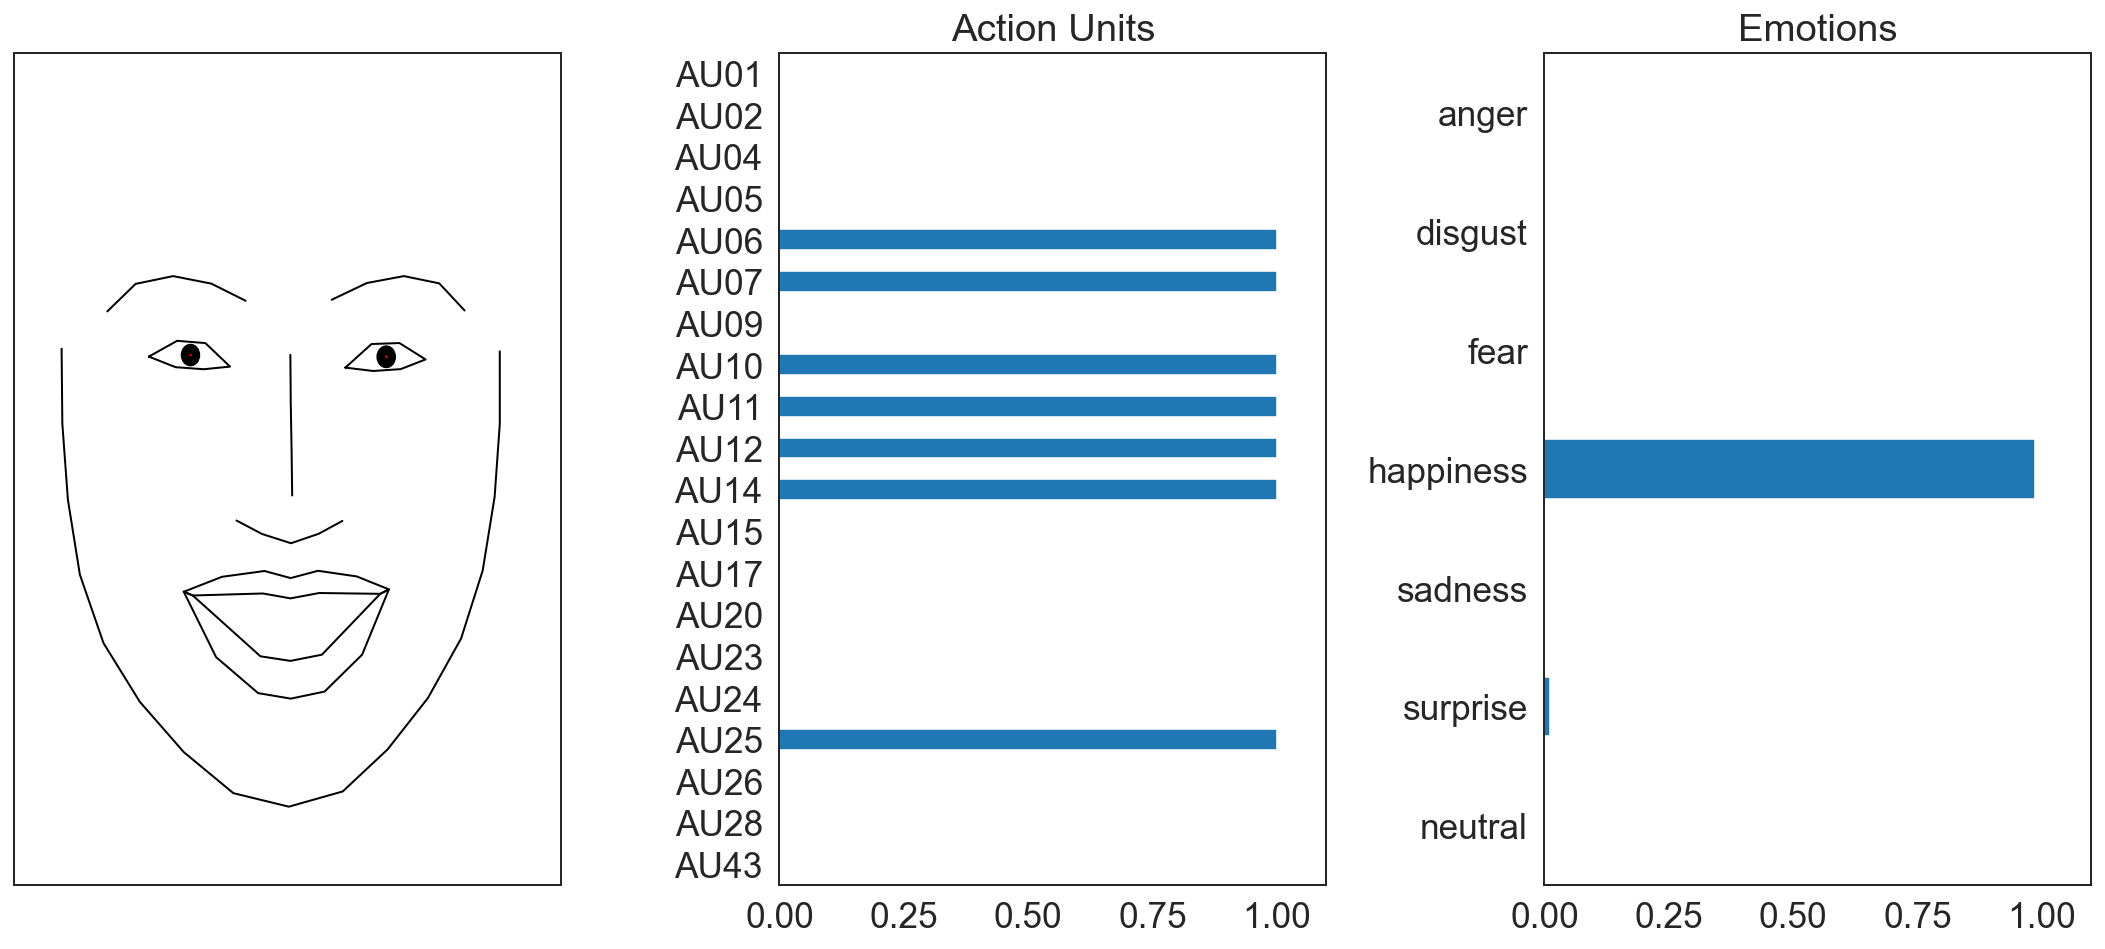 Action Units
AU01
AU02
AU04
AU05
AU06
AU07
AU09
AU10
AU11
AU12
AU14
AU15
AU17
AU20
AU23
AU24
AU25
AU26
AU28
AU43
0.00 0.25 0.50 0.75 1.00
Emotions
anger
disgust
fear
happiness
sadness
surprise
neutral
0.00 0.25 0.50 0.75 1.00